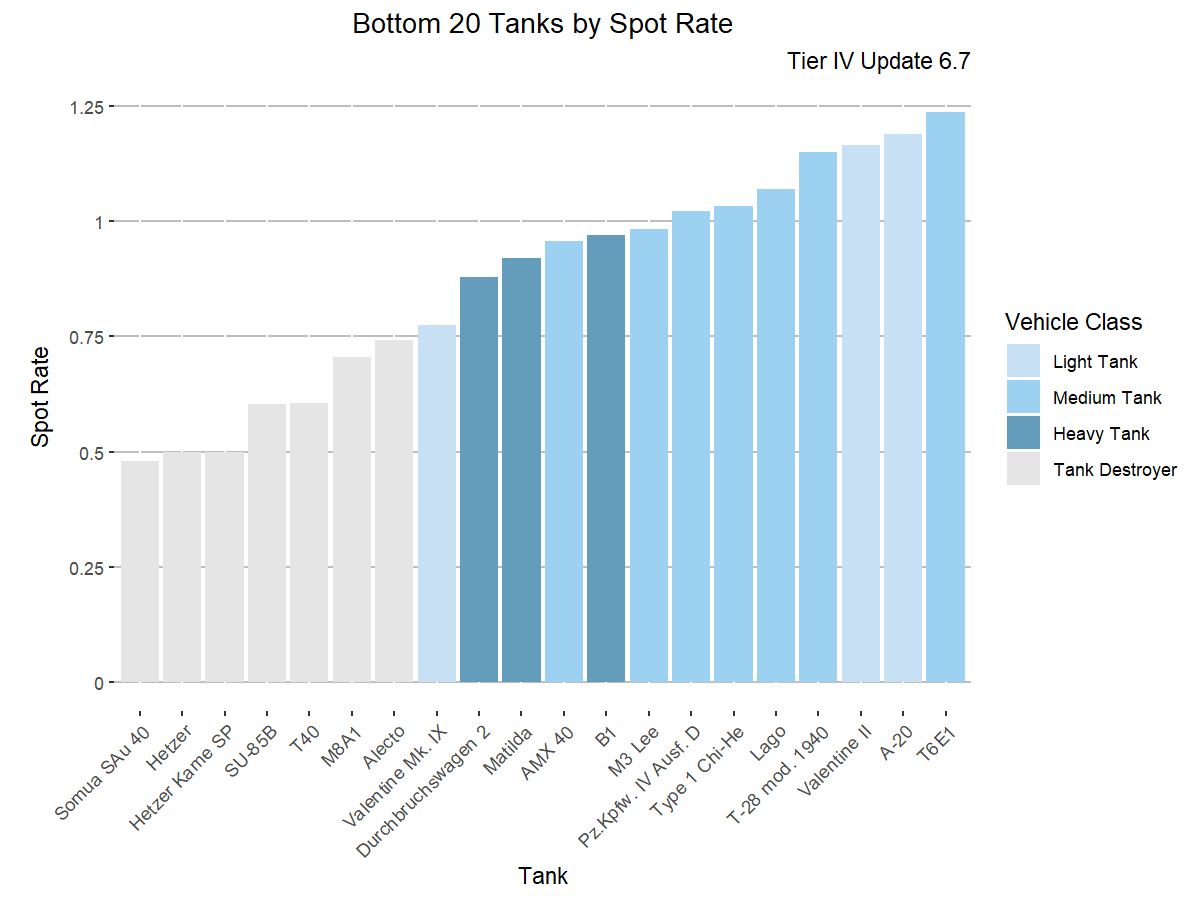 Bottom 20 Tanks by Spot Rate
Tier IV Update 6.7
Spot Rate
1.25
1
0.75
0.5
0.25
0
Somua SAu 40
Hetzer
Hetzer Kame SP
SU-85B
T40
M8A1
Alecto
Valentine Mk. IX
Durchbruchswagen 2
Matilda
AMX 40
B1
M3 Lee
Pz.Kpfw. IV Ausf. D
Type 1 Chi-He
Lago
T-28 mod. 1940
Valentine II
A-20
T6E1
Tank
Vehicle Class
Light Tank
Medium Tank
Heavy Tank
Tank Destroyer